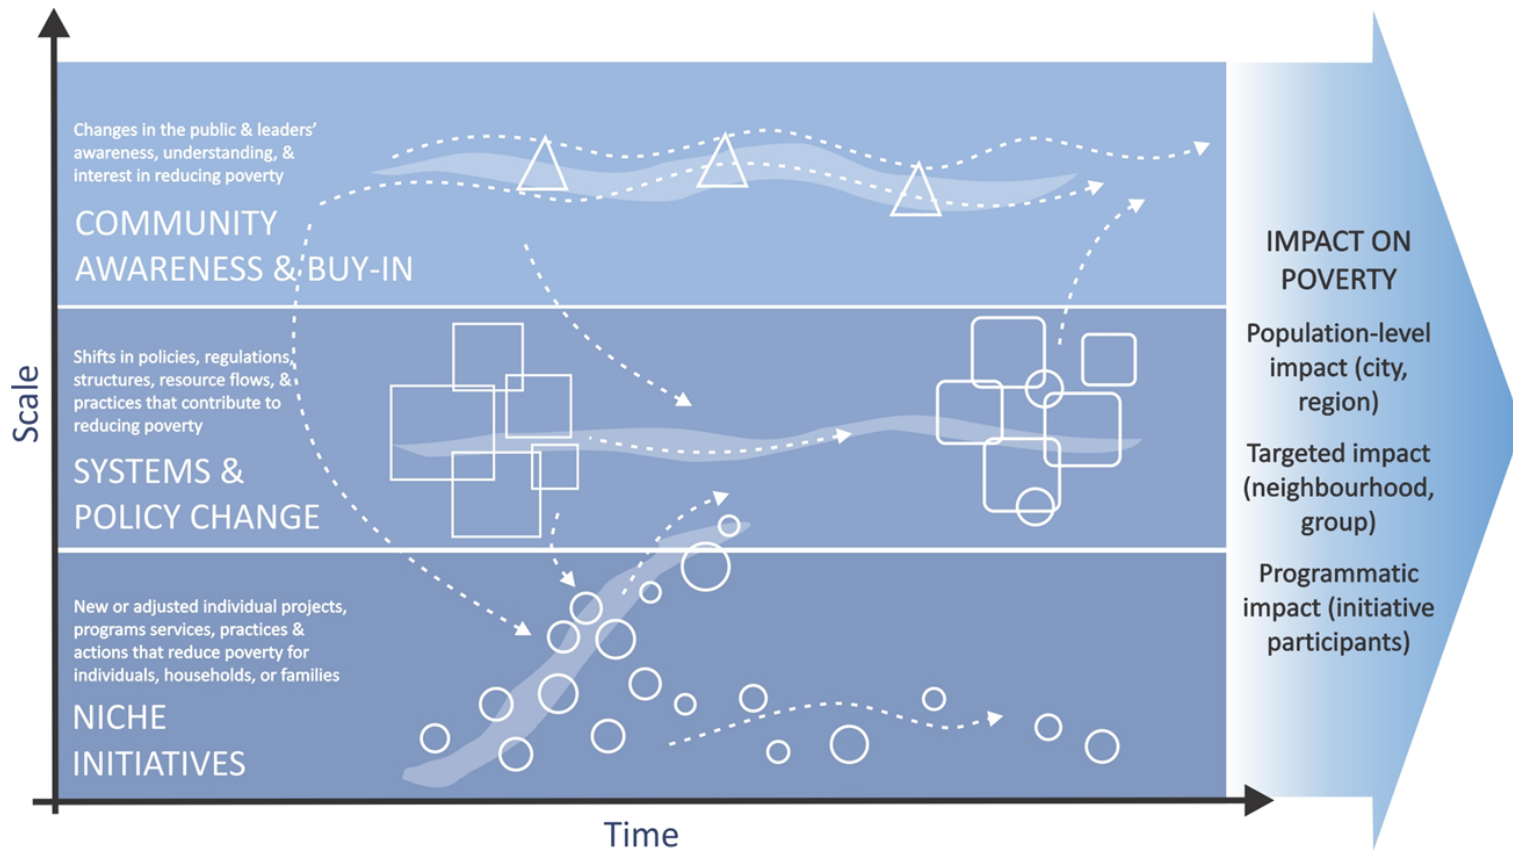 Changes in the public & leaders'
awareness, understanding, &
interest in reducing poverty
COMMUNITY
AWARENESS & BUY-IN
Shifts in policies, regulations,
structures, resource flows, &
practices that contribute to
reducing poverty
SYSTEMS &
POLICY CHANGE
New or adjusted individual projects,
programs services, practices &
actions that reduce poverty for
individuals, households, or families
NICHE
INITIATIVES
Scale
Time
IMPACT ON
POVERTY
Population-level
impact (city,
region)
Targeted impact
(neighbourhood,
group)
Programmatic
impact (initiative
participants)